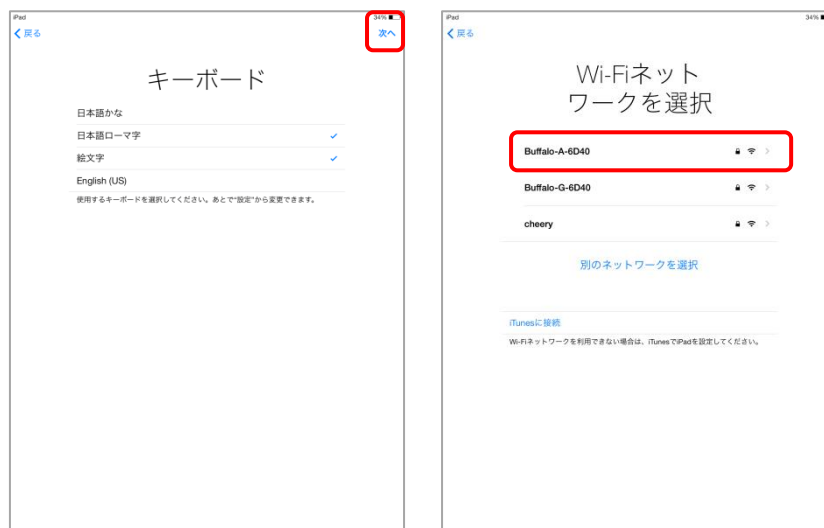 iPad
34%
戻る
次へ
キーボード
日本語かな
日本語ローマ字
絵文字
English (US)
使用するキーボードを選択してください。あとで“設定”から変更できます。
iPad
34%
戻る
Wi-Fiネット
ワークを選択
Buffalo-A-6D40
Buffalo-G-6D40
cheery
別のネットワークを選択
iTunesに接続
Wi-Fiネットワークを利用できない場合は、iTunesでiPadを設定してください。